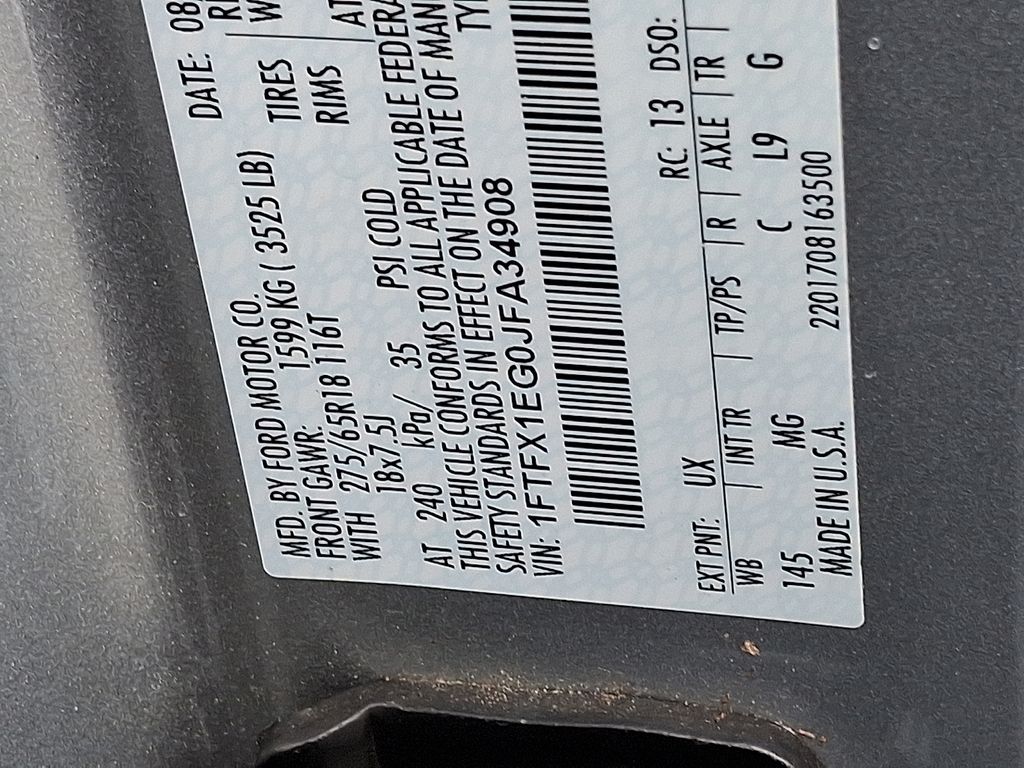 MFD. BY FORD MOTOR CO. DATE: 08
FRONT GAWR: 1599 KG ( 3525 LB)
WITH 275/65R18 116T TIRES
18x7.5J RIMS
AT 240 kPa/ 35 PSI COLD AT
THIS VEHICLE CONFORMS TO ALL APPLICABLE FEDERA
SAFETY STANDARDS IN EFFECT ON THE DATE OF MAN
VIN: 1FTFX1EG0JFA34908 TY
EXT PNT: UX RC: 13 DSO:
WB | INT TR | TP/PS | R | AXLE | TR |
145 MG C L9 G
MADE IN U.S.A. 2201708163500